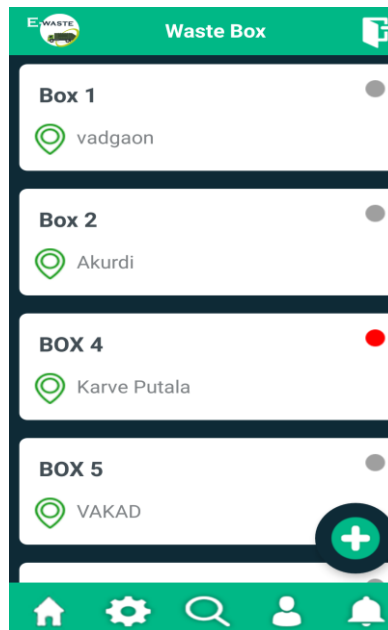 E-WASTE
Waste Box
Box 1
vadgaon
Box 2
Akurdi
BOX 4
Karve Putala
BOX 5
VAKAD